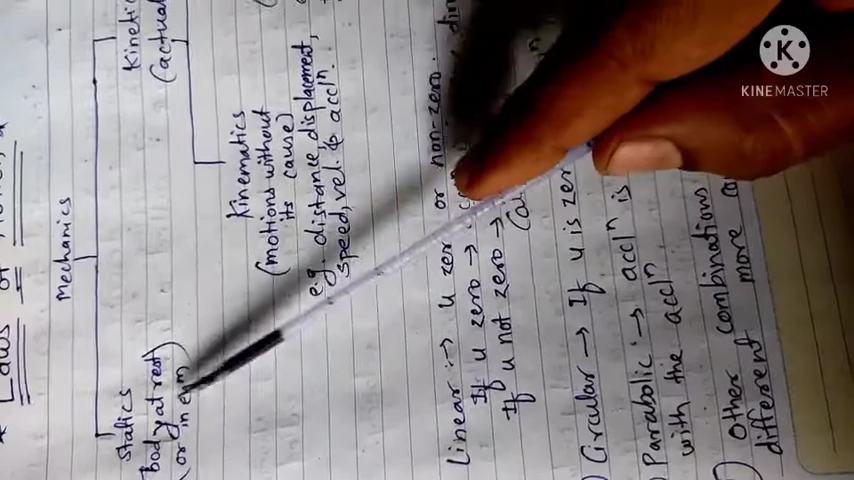 * Laws of
Mechanics
Statics
Body at rest
(or in eqm
Kinetic
(actual
Kinematics
(motions without
its cause)
e.g. distance, displacement,
speed, vel. & accln.
Linear :→ u zer or non-zero.
If u zero →
If u not zero →
Circular → If u is zer
Parabolic :→ accln is
with the accln
Other combinations
different more
K
KINEMASTER